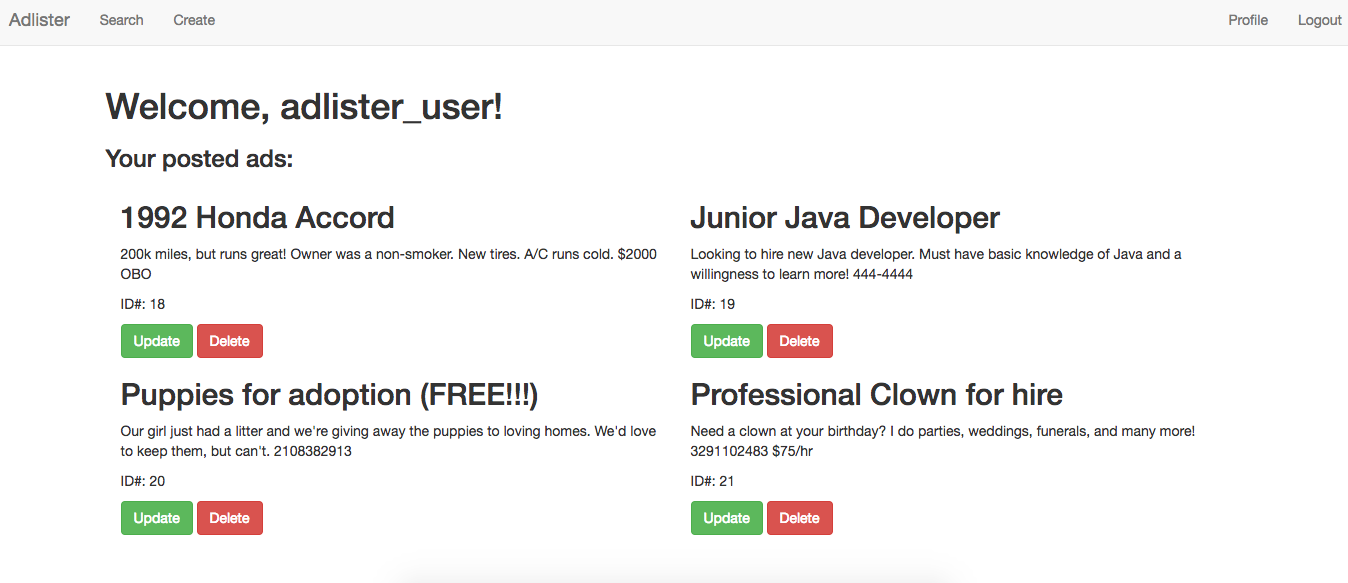 Adlister Search Create Profile Logout
Welcome, adlister_user!
Your posted ads:
1992 Honda Accord
200k miles, but runs great! Owner was a non-smoker. New tires. A/C runs cold. $2000
OBO
ID#: 18
Update Delete
Junior Java Developer
Looking to hire new Java developer. Must have basic knowledge of Java and a
willingness to learn more! 444-4444
ID#: 19
Update Delete
Puppies for adoption (FREE!!!)
Our girl just had a litter and we're giving away the puppies to loving homes. We'd love
to keep them, but can't. 2108382913
ID#: 20
Update Delete
Professional Clown for hire
Need a clown at your birthday? I do parties, weddings, funerals, and many more!
3291102483 $75/hr
ID#: 21
Update Delete